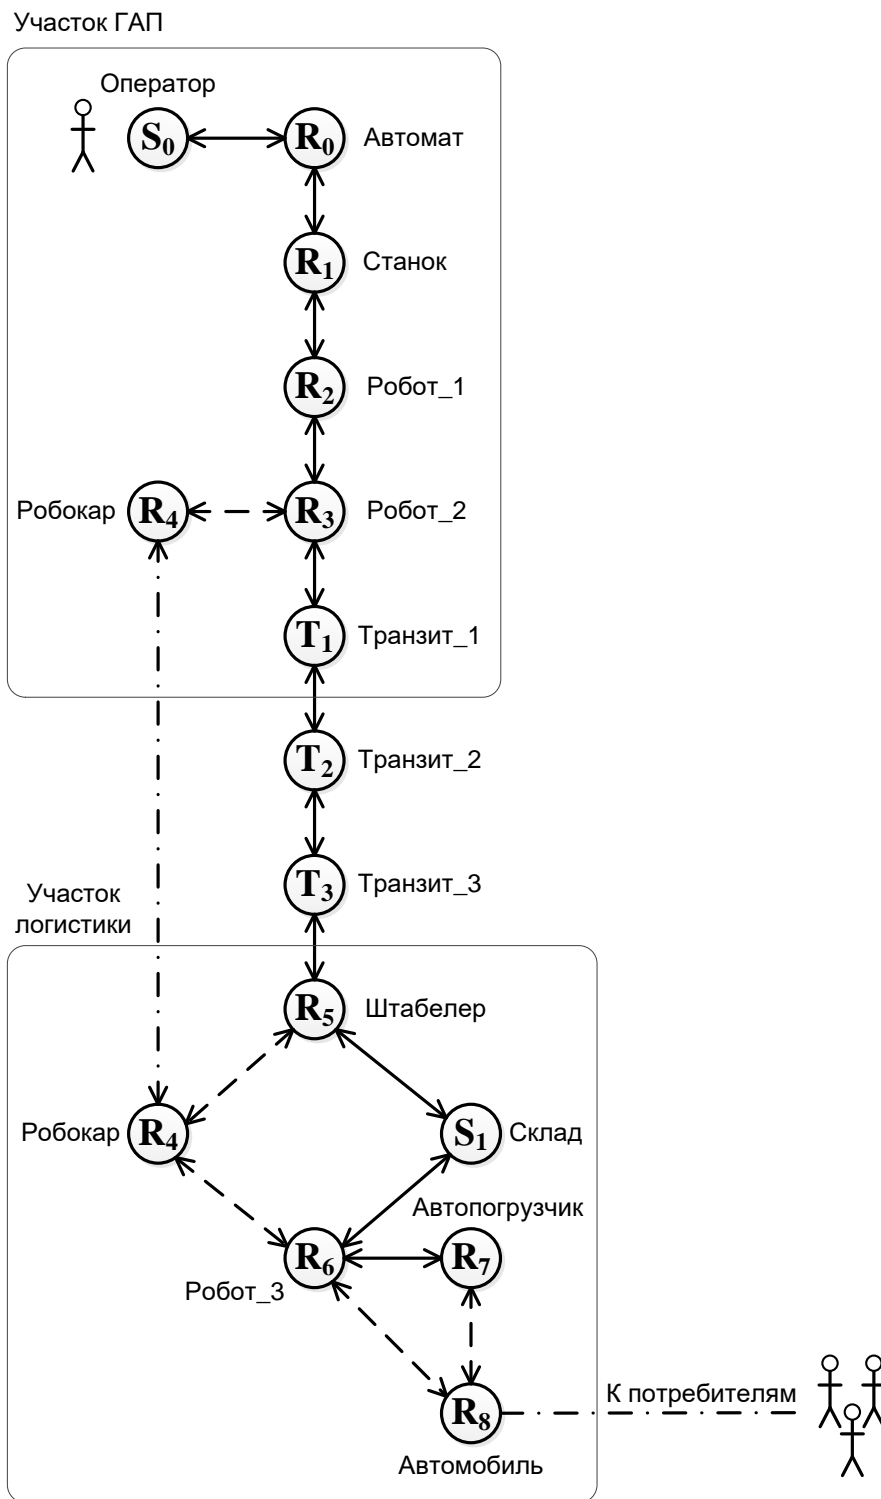 Участок ГАП
Оператор
S0
R0
Автомат
R1
Станок
R2
Робот_1
Робокар
R4
R3
Робот_2
T1
Транзит_1
T2
Транзит_2
T3
Транзит_3
Участок
логистики
R5
Штабелер
Робокар
R4
S1
Склад
Автопогрузчик
R6
R7
Робот_3
К потребителям
R8
Автомобиль